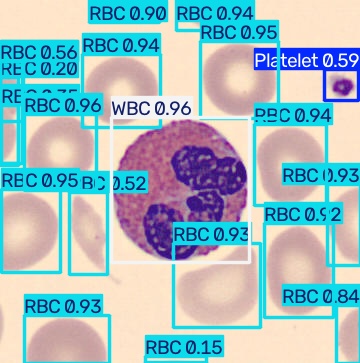 RBC 0.90
RBC 0.94
RBC 0.95
RBC 0.56
RBC 0.94
Platelet 0.59
RBC 0.20
RBC 0.96
WBC 0.96
RBC 0.94
RBC 0.93
RBC 0.95
0.52
RBC 0.92
RBC 0.93
RBC 0.84
RBC 0.93
RBC 0.15